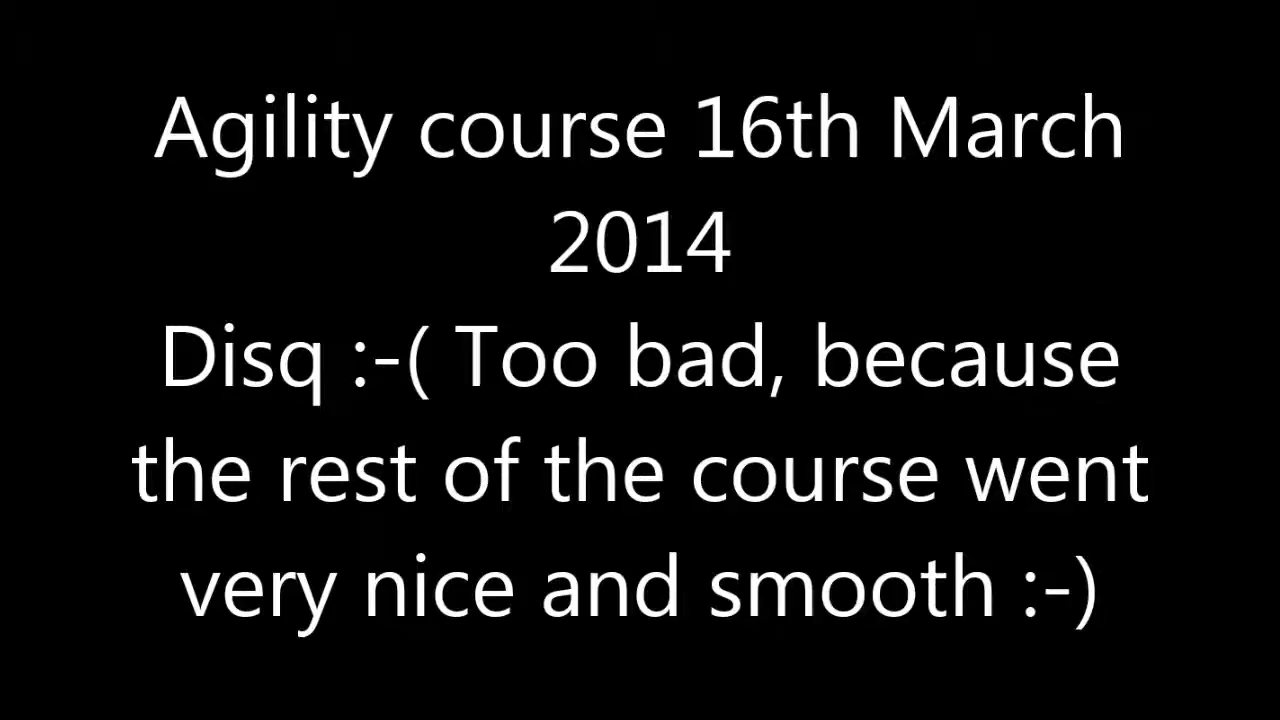 Agility course 16th March
2014
Disq :-( Too bad, because
the rest of the course went
very nice and smooth :-)